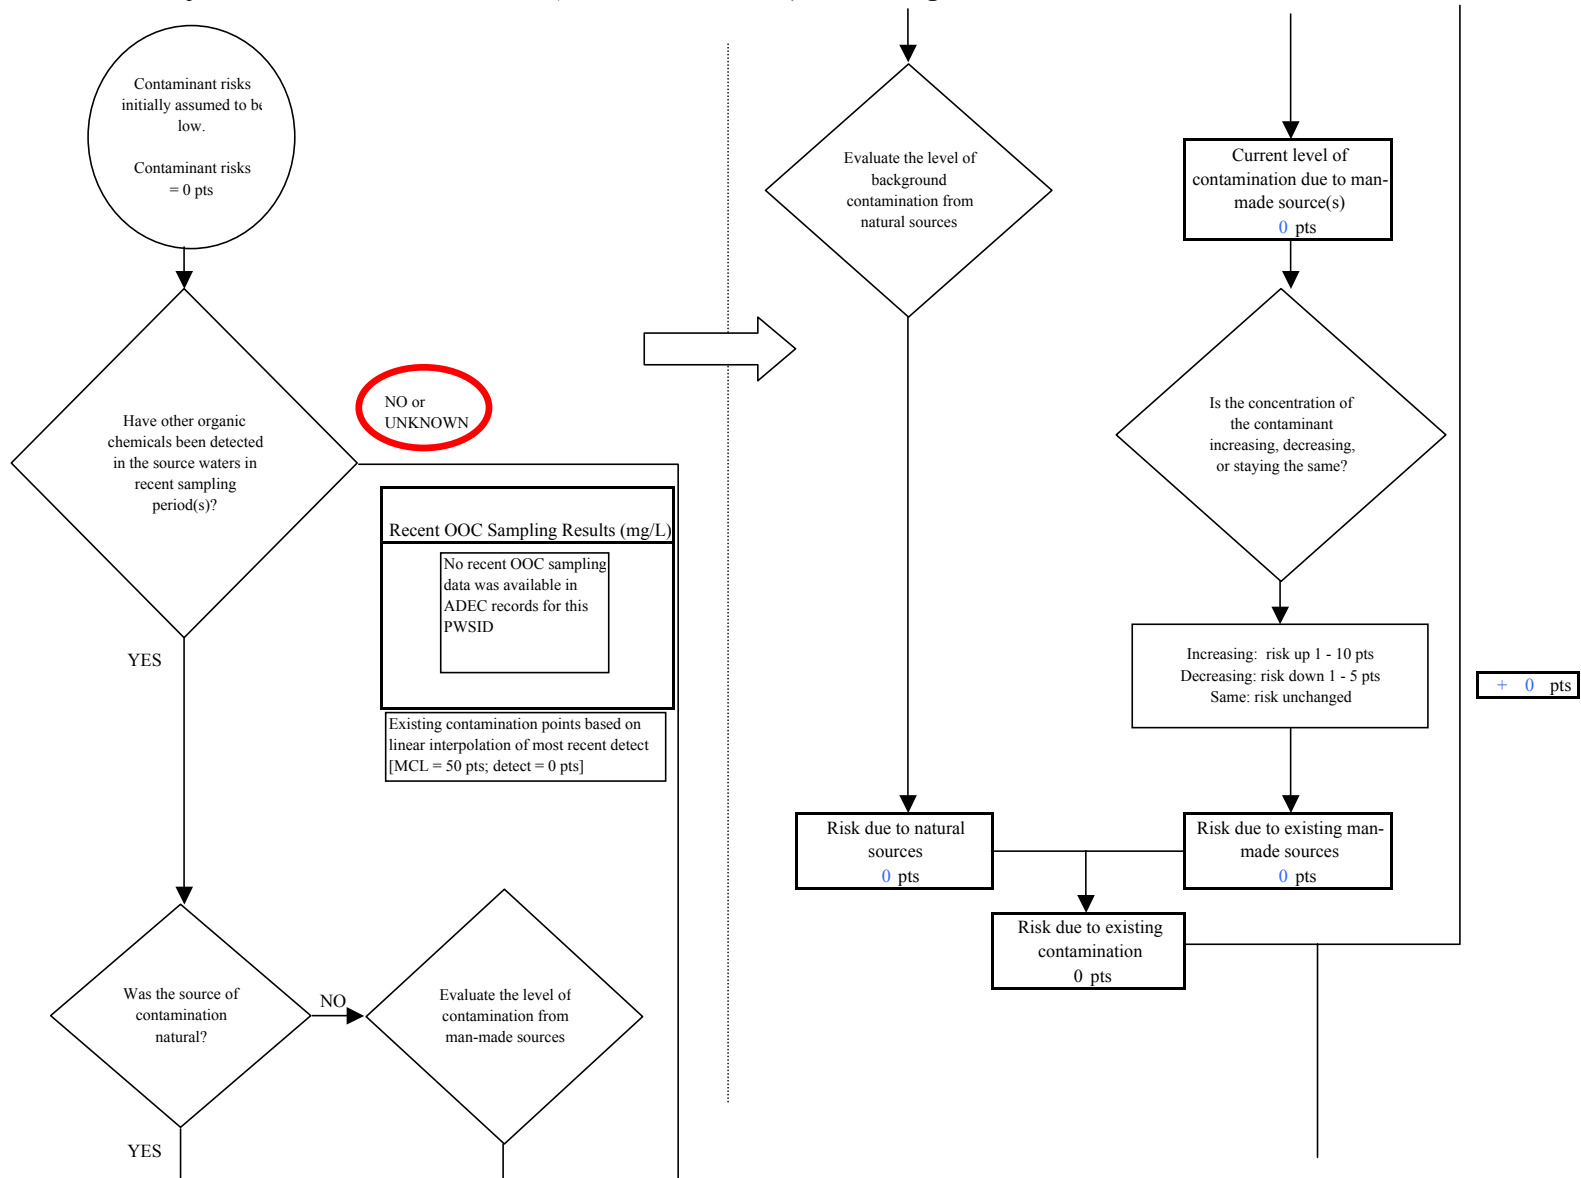 Contaminant risks
initially assumed to be
low.
Contaminant risks
= 0 pts
Have other organic
chemicals been detected
in the source waters in
recent sampling
period(s)?
NO or
UNKNOWN
Recent OOC Sampling Results (mg/L)
No recent OOC sampling
data was available in
ADEC records for this
PWSID
Existing contamination points based on
linear interpolation of most recent detect
[MCL = 50 pts; detect = 0 pts]
YES
Was the source of
contamination
natural?
NO
Evaluate the level of
contamination from
man-made sources
YES
Evaluate the level of
background
contamination from
natural sources
Current level of
contamination due to man-
made source(s)
0 pts
Is the concentration of
the contaminant
increasing, decreasing,
or staying the same?
Increasing: risk up 1 - 10 pts
Decreasing: risk down 1 - 5 pts
Same: risk unchanged
+ 0 pts
Risk due to natural
sources
0 pts
Risk due to existing man-
made sources
0 pts
Risk due to existing
contamination
0 pts